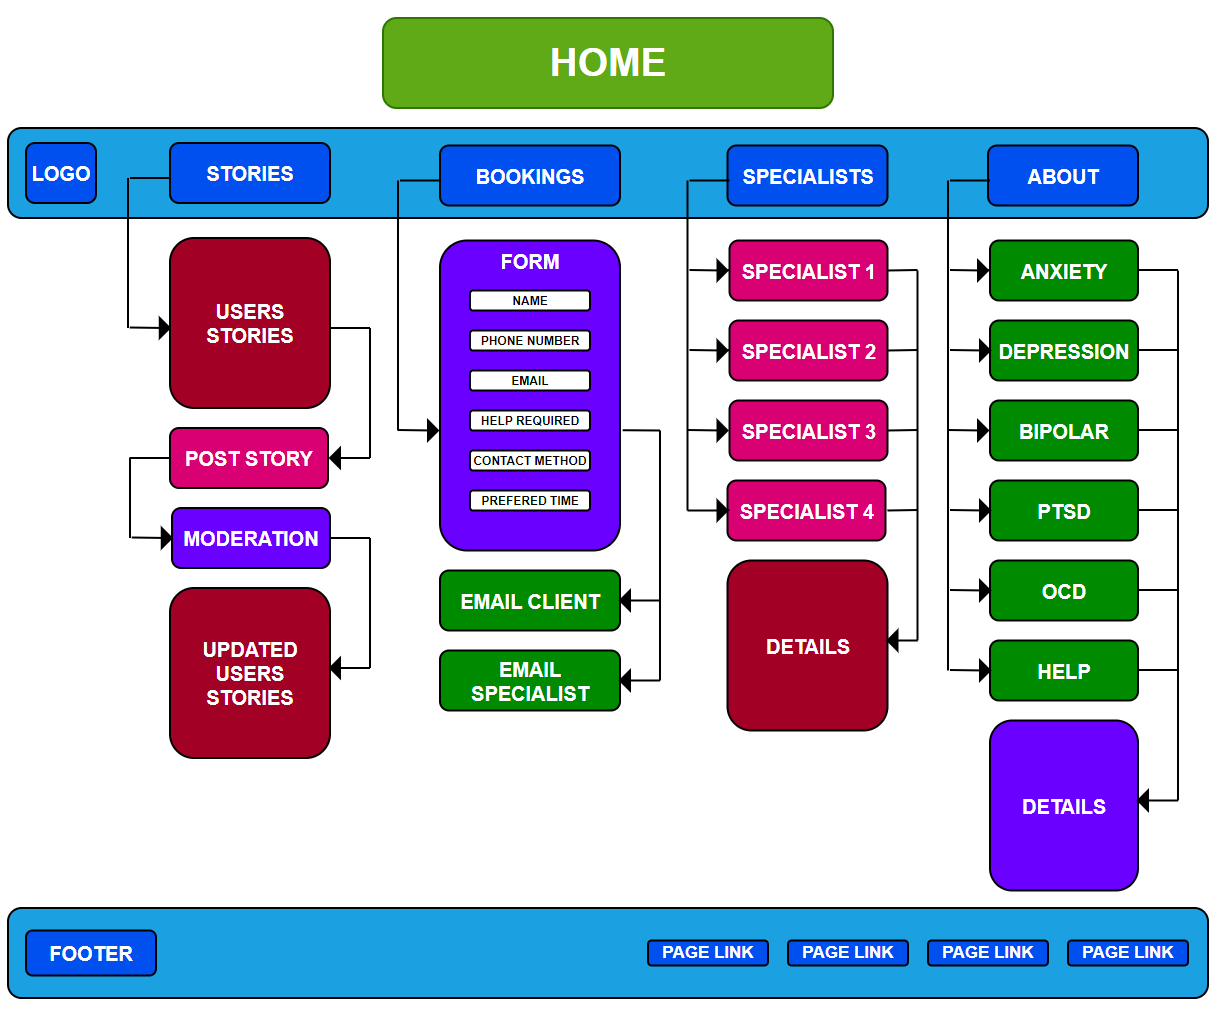 HOME
LOGO
STORIES
BOOKINGS
SPECIALISTS
ABOUT
USERS
STORIES
POST STORY
MODERATION
UPDATED
USERS
STORIES
FORM
NAME
PHONE NUMBER
EMAIL
HELP REQUIRED
CONTACT METHOD
PREFERED TIME
EMAIL CLIENT
EMAIL
SPECIALIST
SPECIALIST 1
SPECIALIST 2
SPECIALIST 3
SPECIALIST 4
DETAILS
ANXIETY
DEPRESSION
BIPOLAR
PTSD
OCD
HELP
DETAILS
FOOTER
PAGE LINK
PAGE LINK
PAGE LINK
PAGE LINK